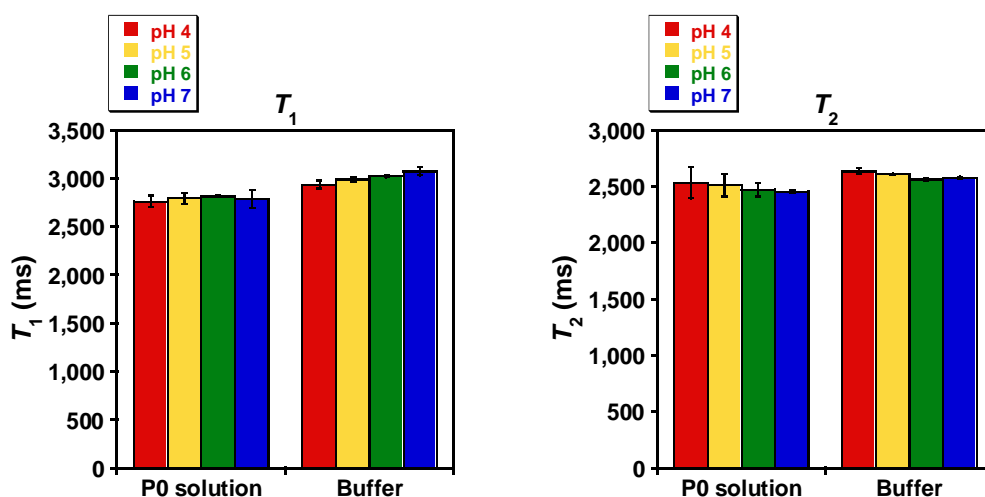 pH 4
pH 5
pH 6
pH 7
T1
3,500
3,000
2,500
2,000
1,500
1,000
500
0
T1 (ms)
P0 solution
Buffer
pH 4
pH 5
pH 6
pH 7
T2
3,000
2,500
2,000
1,500
1,000
500
0
T2 (ms)
P0 solution
Buffer